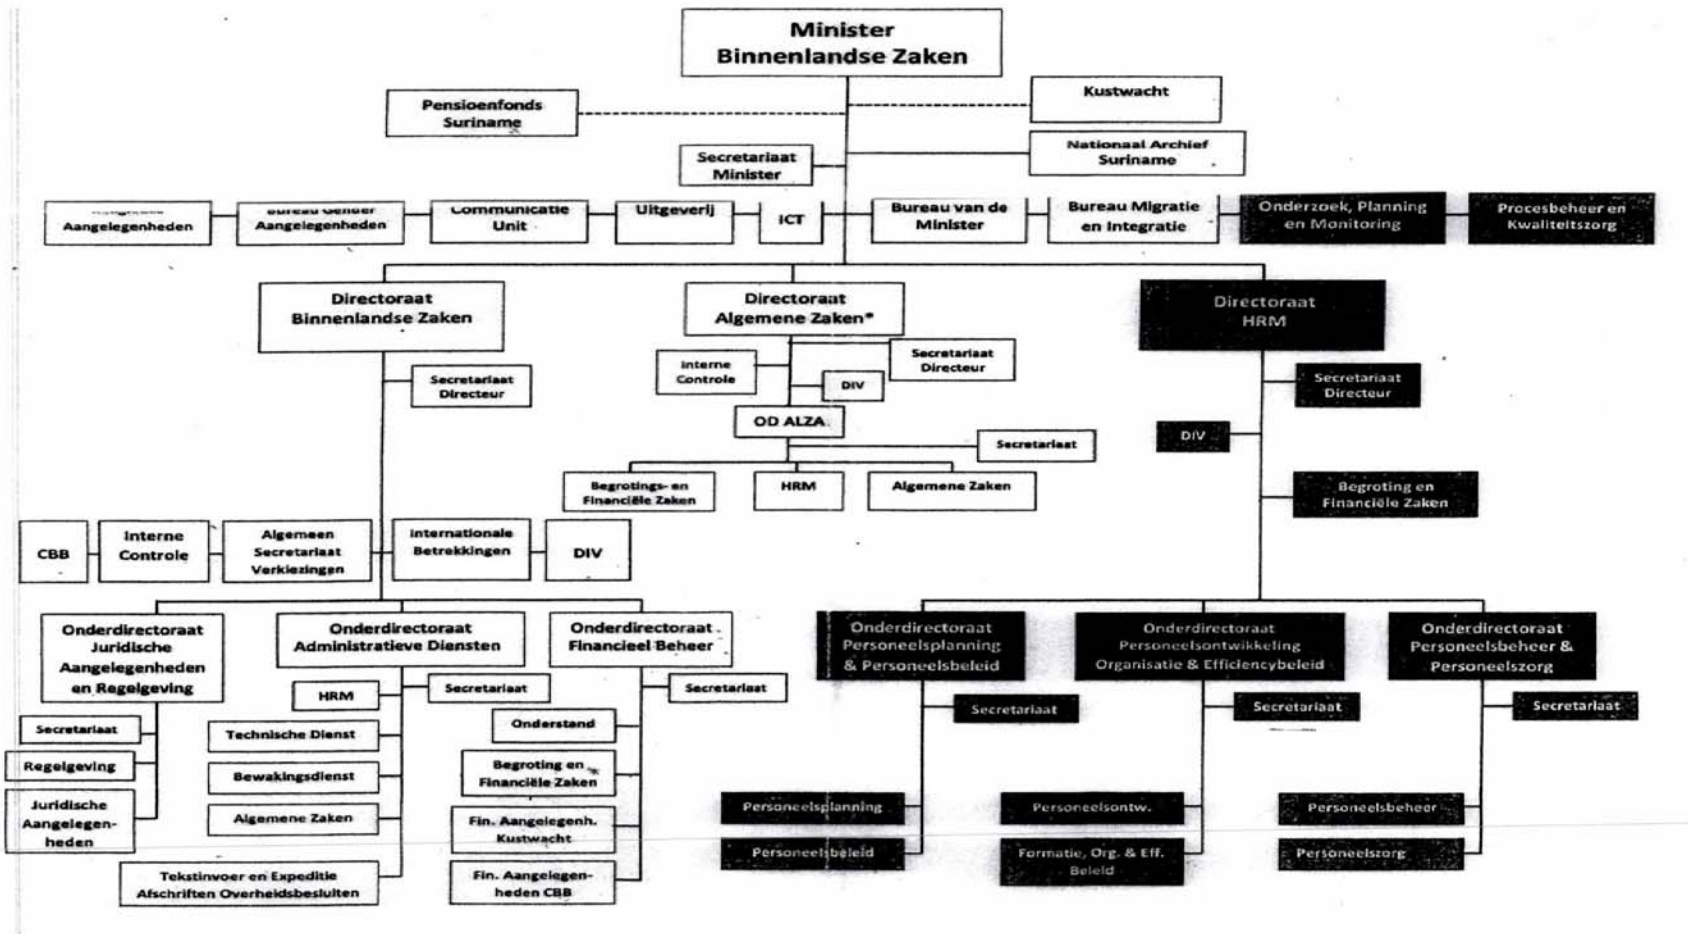 Minister
Binnenlandse Zaken
Pensioenfonds
Suriname
Kustwacht
Nationaal Archief
Suriname
Secretariaat
Minister
Aangelegenheden
Bureau Gender
Aangelegenheden
Communicatie
Unit
Uitgeverij
ICT
Bureau van de
Minister
Bureau Migratie
en Integratie
Onderzoek, Planning
en Monitoring
Procesbeheer en
Kwaliteitszorg
Directoraat
Binnenlandse Zaken
Directoraat
Algemene Zaken*
Directoraat
HRM
Secretariaat
Directeur
Interne
Controle
Secretariaat
Directeur
DIV
OD ALZA
Secretariaat
Begrotings- en
Financiële Zaken
HRM
Algemene Zaken
Secretariaat
Directeur
DIV
Begroting en
Financiële Zaken
CBB
Interne
Controle
Algemeen
Secretariaat
Verkiezingen
Internationale
Betrekkingen
DIV
Onderdirectoraat
Juridische
Aangelegenheden
en Regelgeving
Secretariaat
Regelgeving
Juridische
Aangelegen-
heden
Onderdirectoraat
Administratieve Diensten
HRM
Secretariaat
Technische Dienst
Bewakingsdienst
Algemene Zaken
Tekstinvoer en Expeditie
Afschriften Overheidsbesluiten
Onderdirectoraat
Financieel Beheer
Secretariaat
Onderstand
Begroting en
Financiële Zaken
Fin. Aangelegenh.
Kustwacht
Fin. Aangelegen-
heden CBB
Onderdirectoraat
Personeelsplanning
& Personeelsbeleid
Secretariaat
Personeelsplanning
Personeelsbeleid
Onderdirectoraat
Personeelsontwikkeling
Organisatie & Efficiencybeleid
Secretariaat
Personeelsontw.
Formatie, Org. & Eff.
Beleid
Onderdirectoraat
Personeelsbeheer &
Personeelszorg
Secretariaat
Personeelsbeheer
Personeelszorg